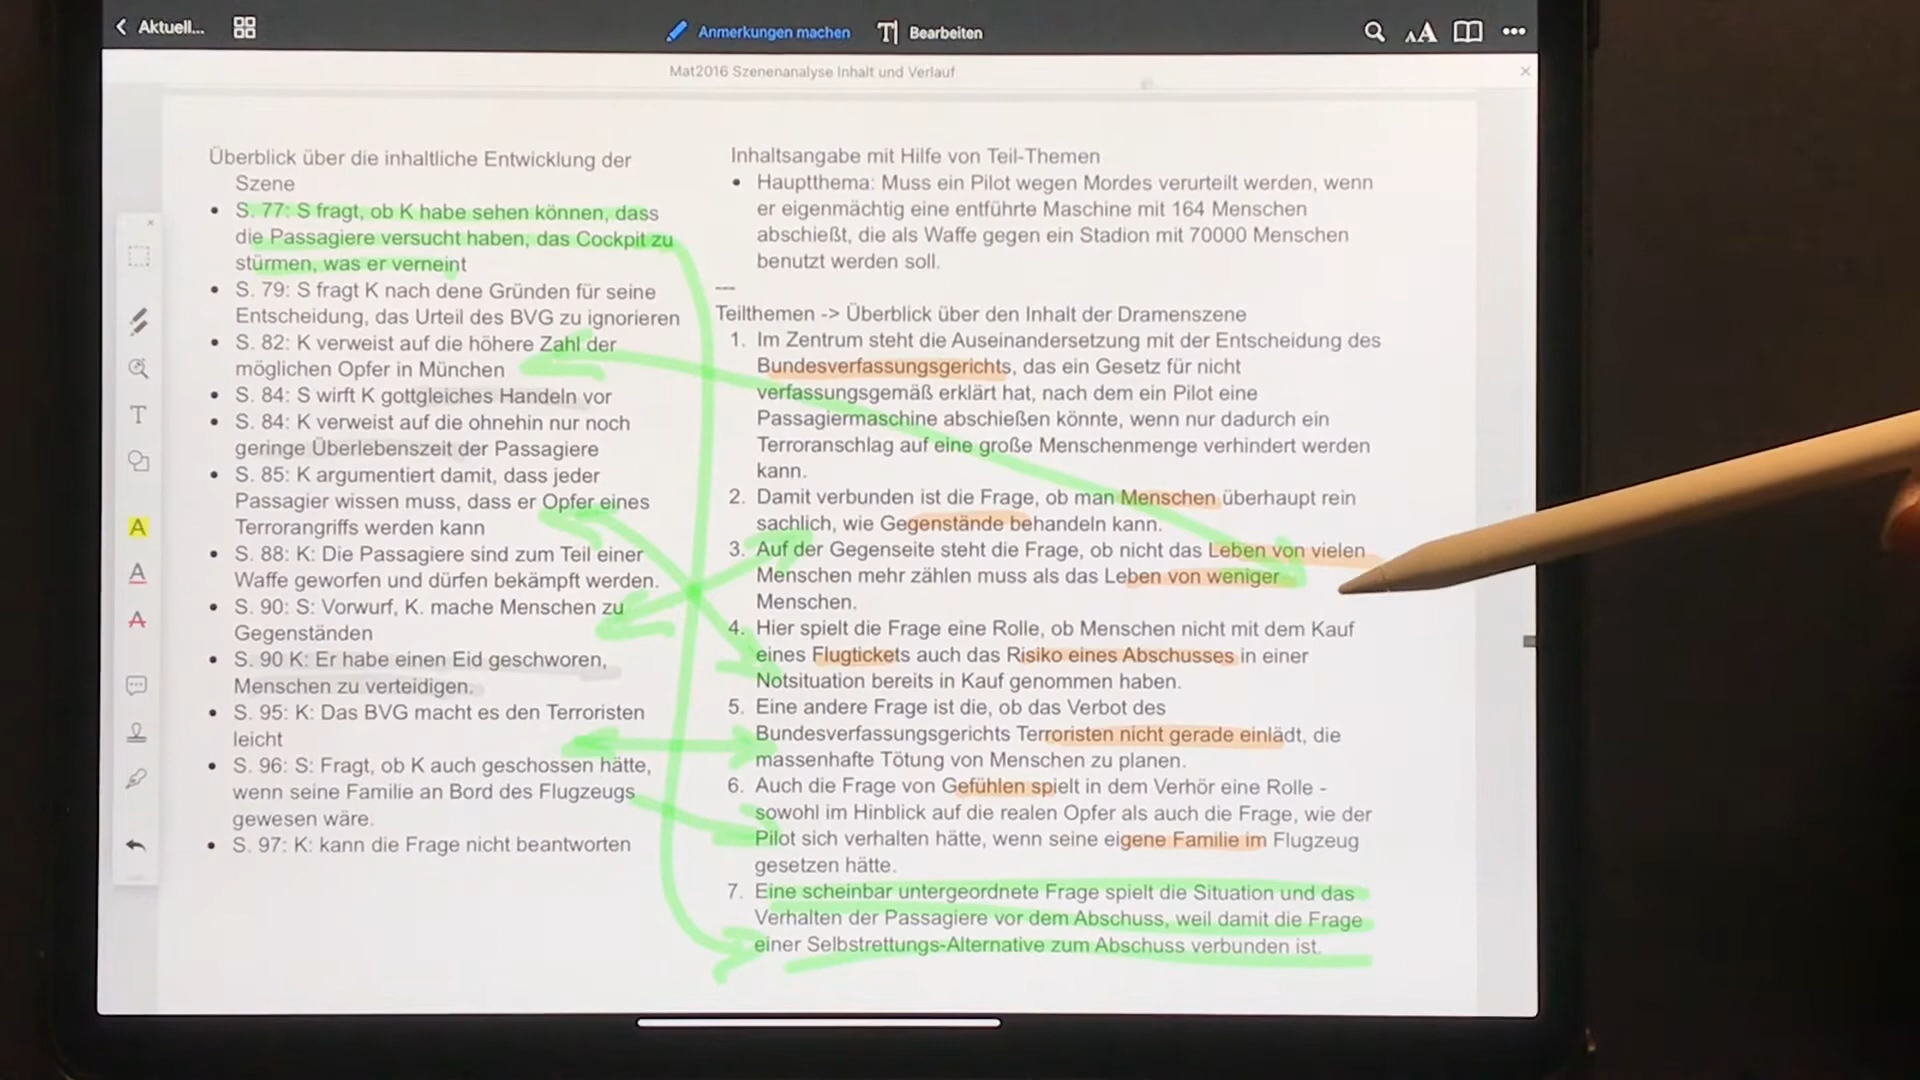 Aktuell...
Anmerkungen machen
Bearbeiten
AA
Mat2016 Szenenanalyse Inhalt und Verlauf
Überblick über die inhaltliche Entwicklung der
Szene
• S. 77: S fragt, ob K habe sehen können, dass
die Passagiere versucht haben, das Cockpit zu
stürmen, was er verneint
• S. 79: S fragt K nach dene Gründen für seine
Entscheidung, das Urteil des BVG zu ignorieren
• S. 82: K verweist auf die höhere Zahl der
möglichen Opfer in München
• S. 84: S wirft K gottgleiches Handeln vor
• S. 84: K verweist auf die ohnehin nur noch
geringe Überlebenszeit der Passagiere
• S. 85: K argumentiert damit, dass jeder
Passagier wissen muss, dass er Opfer eines
Terrorangriffs werden kann
• S. 88: K: Die Passagiere sind zum Teil einer
Waffe geworfen und dürfen bekämpft werden.
• S. 90: S: Vorwurf, K. mache Menschen zu
Gegenständen
• S. 90 K: Er habe einen Eid geschworen,
Menschen zu verteidigen.
• S. 95: K: Das BVG macht es den Terroristen
leicht
• S. 96: S: Fragt, ob K auch geschossen hätte,
wenn seine Familie an Bord des Flugzeugs
gewesen wäre.
• S. 97: K: kann die Frage nicht beantworten
Inhaltsangabe mit Hilfe von Teil-Themen
• Hauptthema: Muss ein Pilot wegen Mordes verurteilt werden, wenn
er eigenmächtig eine entführte Maschine mit 164 Menschen
abschießt, die als Waffe gegen ein Stadion mit 70000 Menschen
benutzt werden soll.
---
Teilthemen -> Überblick über den Inhalt der Dramenszene
1. Im Zentrum steht die Auseinandersetzung mit der Entscheidung des
Bundesverfassungsgerichts, das ein Gesetz für nicht
verfassungsgemäß erklärt hat, nach dem ein Pilot eine
Passagiermaschine abschießen könnte, wenn nur dadurch ein
Terroranschlag auf eine große Menschenmenge verhindert werden
kann.
2. Damit verbunden ist die Frage, ob man Menschen überhaupt rein
sachlich, wie Gegenstände behandeln kann.
3. Auf der Gegenseite steht die Frage, ob nicht das Leben von vielen
Menschen mehr zählen muss als das Leben von weniger
Menschen.
4. Hier spielt die Frage eine Rolle, ob Menschen nicht mit dem Kauf
eines Flugtickets auch das Risiko eines Abschusses in einer
Notsituation bereits in Kauf genommen haben.
5. Eine andere Frage ist die, ob das Verbot des
Bundesverfassungsgerichts Terroristen nicht gerade einlädt, die
massenhafte Tötung von Menschen zu planen.
6. Auch die Frage von Gefühlen spielt in dem Verhör eine Rolle -
sowohl im Hinblick auf die realen Opfer als auch die Frage, wie der
Pilot sich verhalten hätte, wenn seine eigene Familie im Flugzeug
gesetzen hätte.
7. Eine scheinbar untergeordnete Frage spielt die Situation und das
Verhalten der Passagiere vor dem Abschuss, weil damit die Frage
einer Selbstrettungs-Alternative zum Abschuss verbunden ist.
T
A
A
A